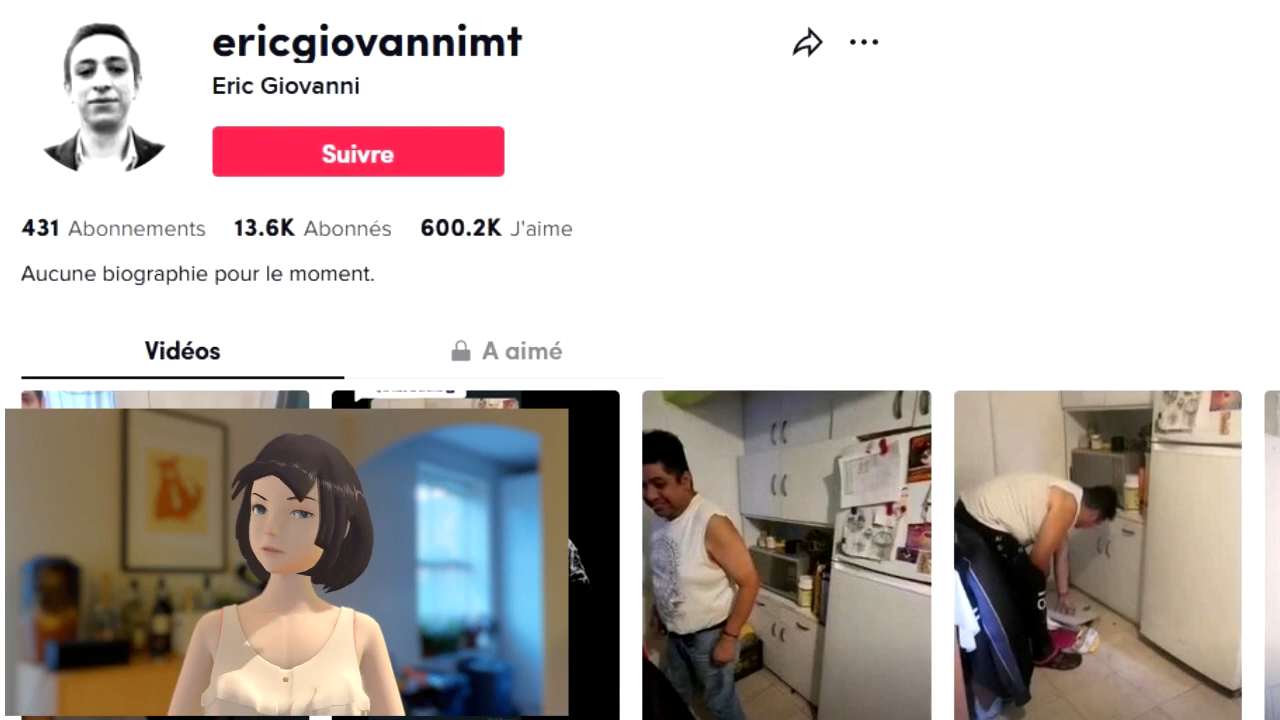 ericgiovannimt
Eric Giovanni
Suivre
431 Abonnements 13.6K Abonnés 600.2K J'aime
Aucune biographie pour le moment.
Vidéos A aimé